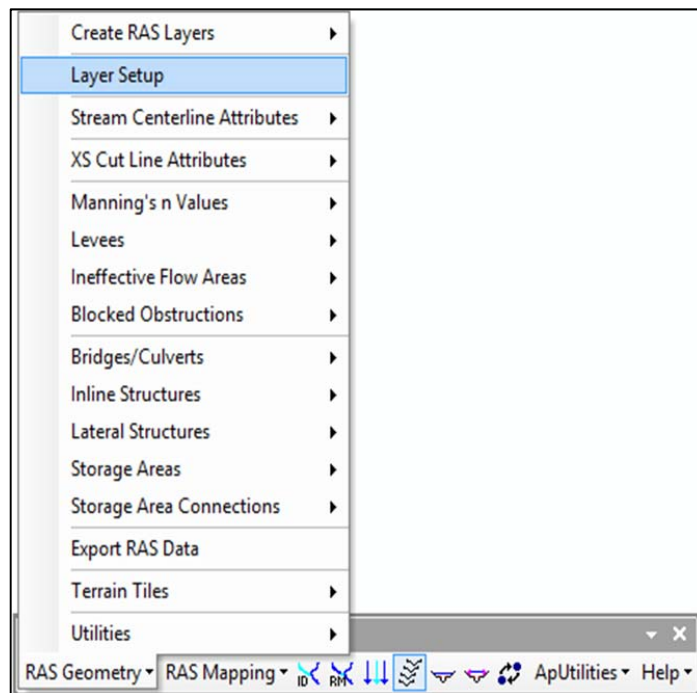 Create RAS Layers
Layer Setup
Stream Centerline Attributes
XS Cut Line Attributes
Manning's n Values
Levees
Ineffective Flow Areas
Blocked Obstructions
Bridges/Culverts
Inline Structures
Lateral Structures
Storage Areas
Storage Area Connections
Export RAS Data
Terrain Tiles
Utilities
RAS Geometry RAS Mapping ID RM ApUtilities Help